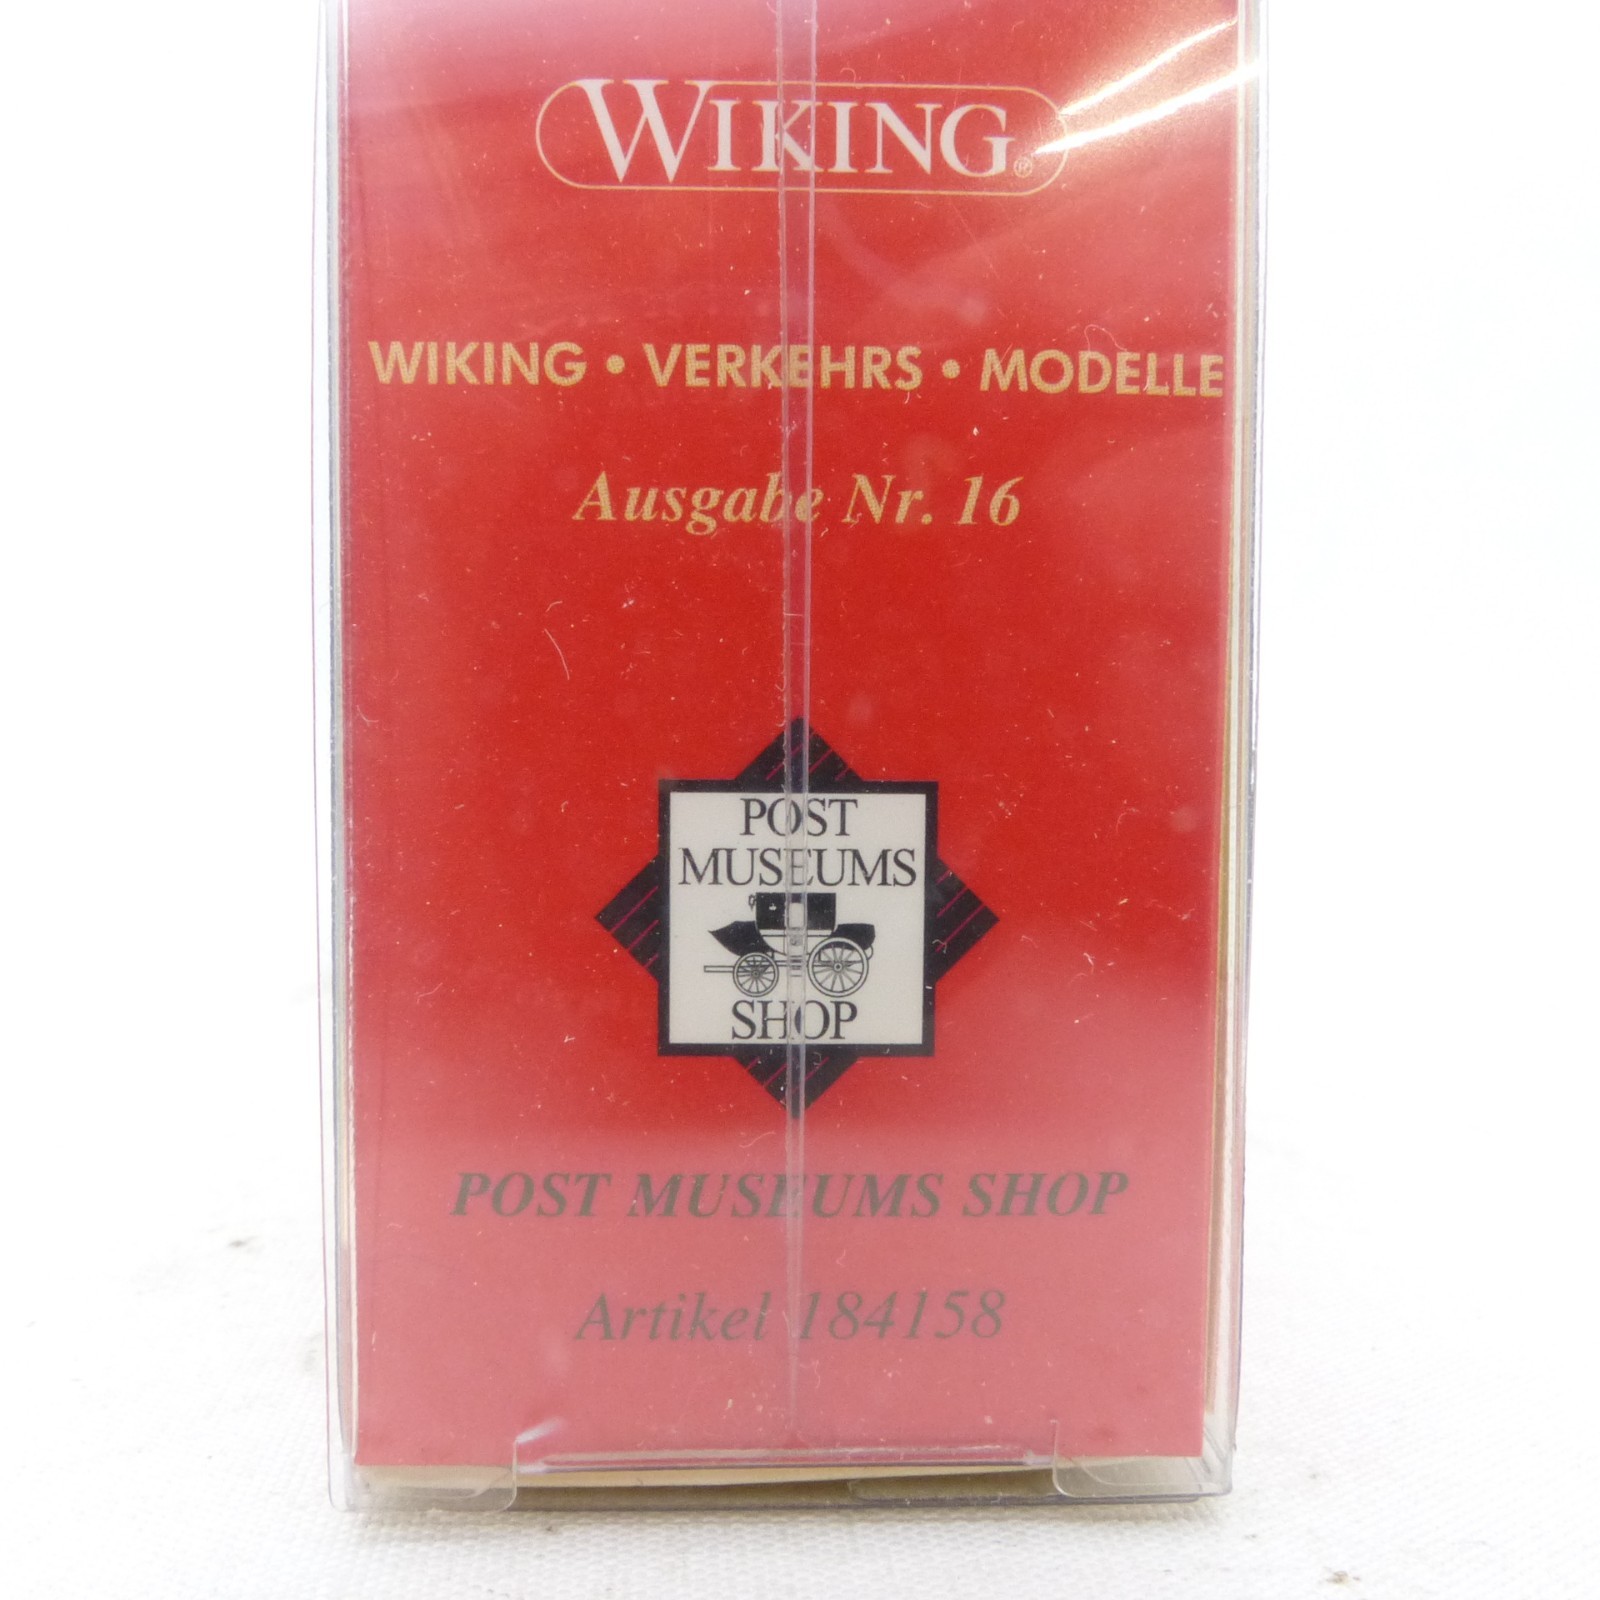 WIKING®
WIKING • VERKEHRS • MODELLE
Ausgabe Nr. 16
POST
MUSEUMS
SHOP
POST MUSEUMS SHOP
Artikel 184158